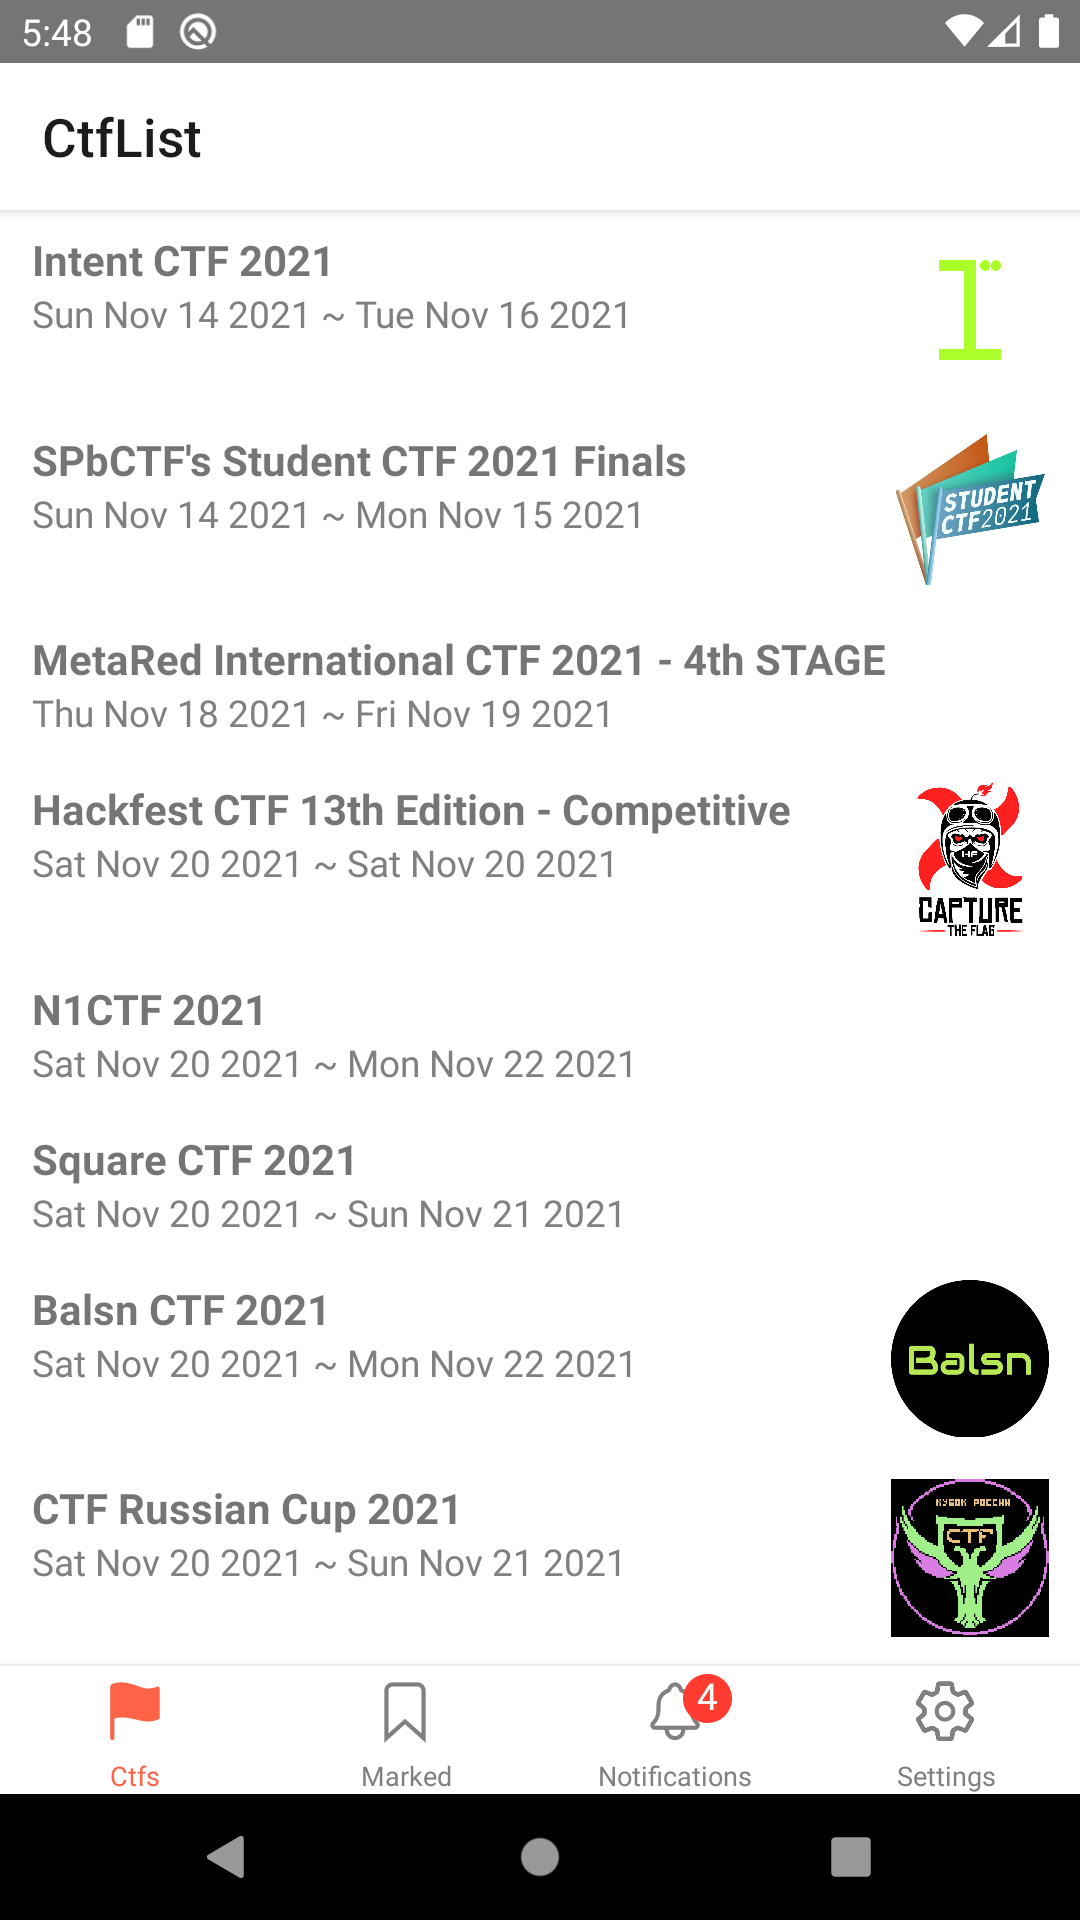 5:48
CtfList
Intent CTF 2021
Sun Nov 14 2021 ~ Tue Nov 16 2021
SPbCTF's Student CTF 2021 Finals
Sun Nov 14 2021 ~ Mon Nov 15 2021
STUDENT
CTF2021
MetaRed International CTF 2021 - 4th STAGE
Thu Nov 18 2021 ~ Fri Nov 19 2021
Hackfest CTF 13th Edition - Competitive
Sat Nov 20 2021 ~ Sat Nov 20 2021
HF
CAPTURE
THE FLAG
N1CTF 2021
Sat Nov 20 2021 ~ Mon Nov 22 2021
Square CTF 2021
Sat Nov 20 2021 ~ Sun Nov 21 2021
Balsn CTF 2021
Sat Nov 20 2021 ~ Mon Nov 22 2021
Balsn
CTF Russian Cup 2021
Sat Nov 20 2021 ~ Sun Nov 21 2021
КУБОК РОССИИ
CTF
4
Ctfs
Marked
Notifications
Settings